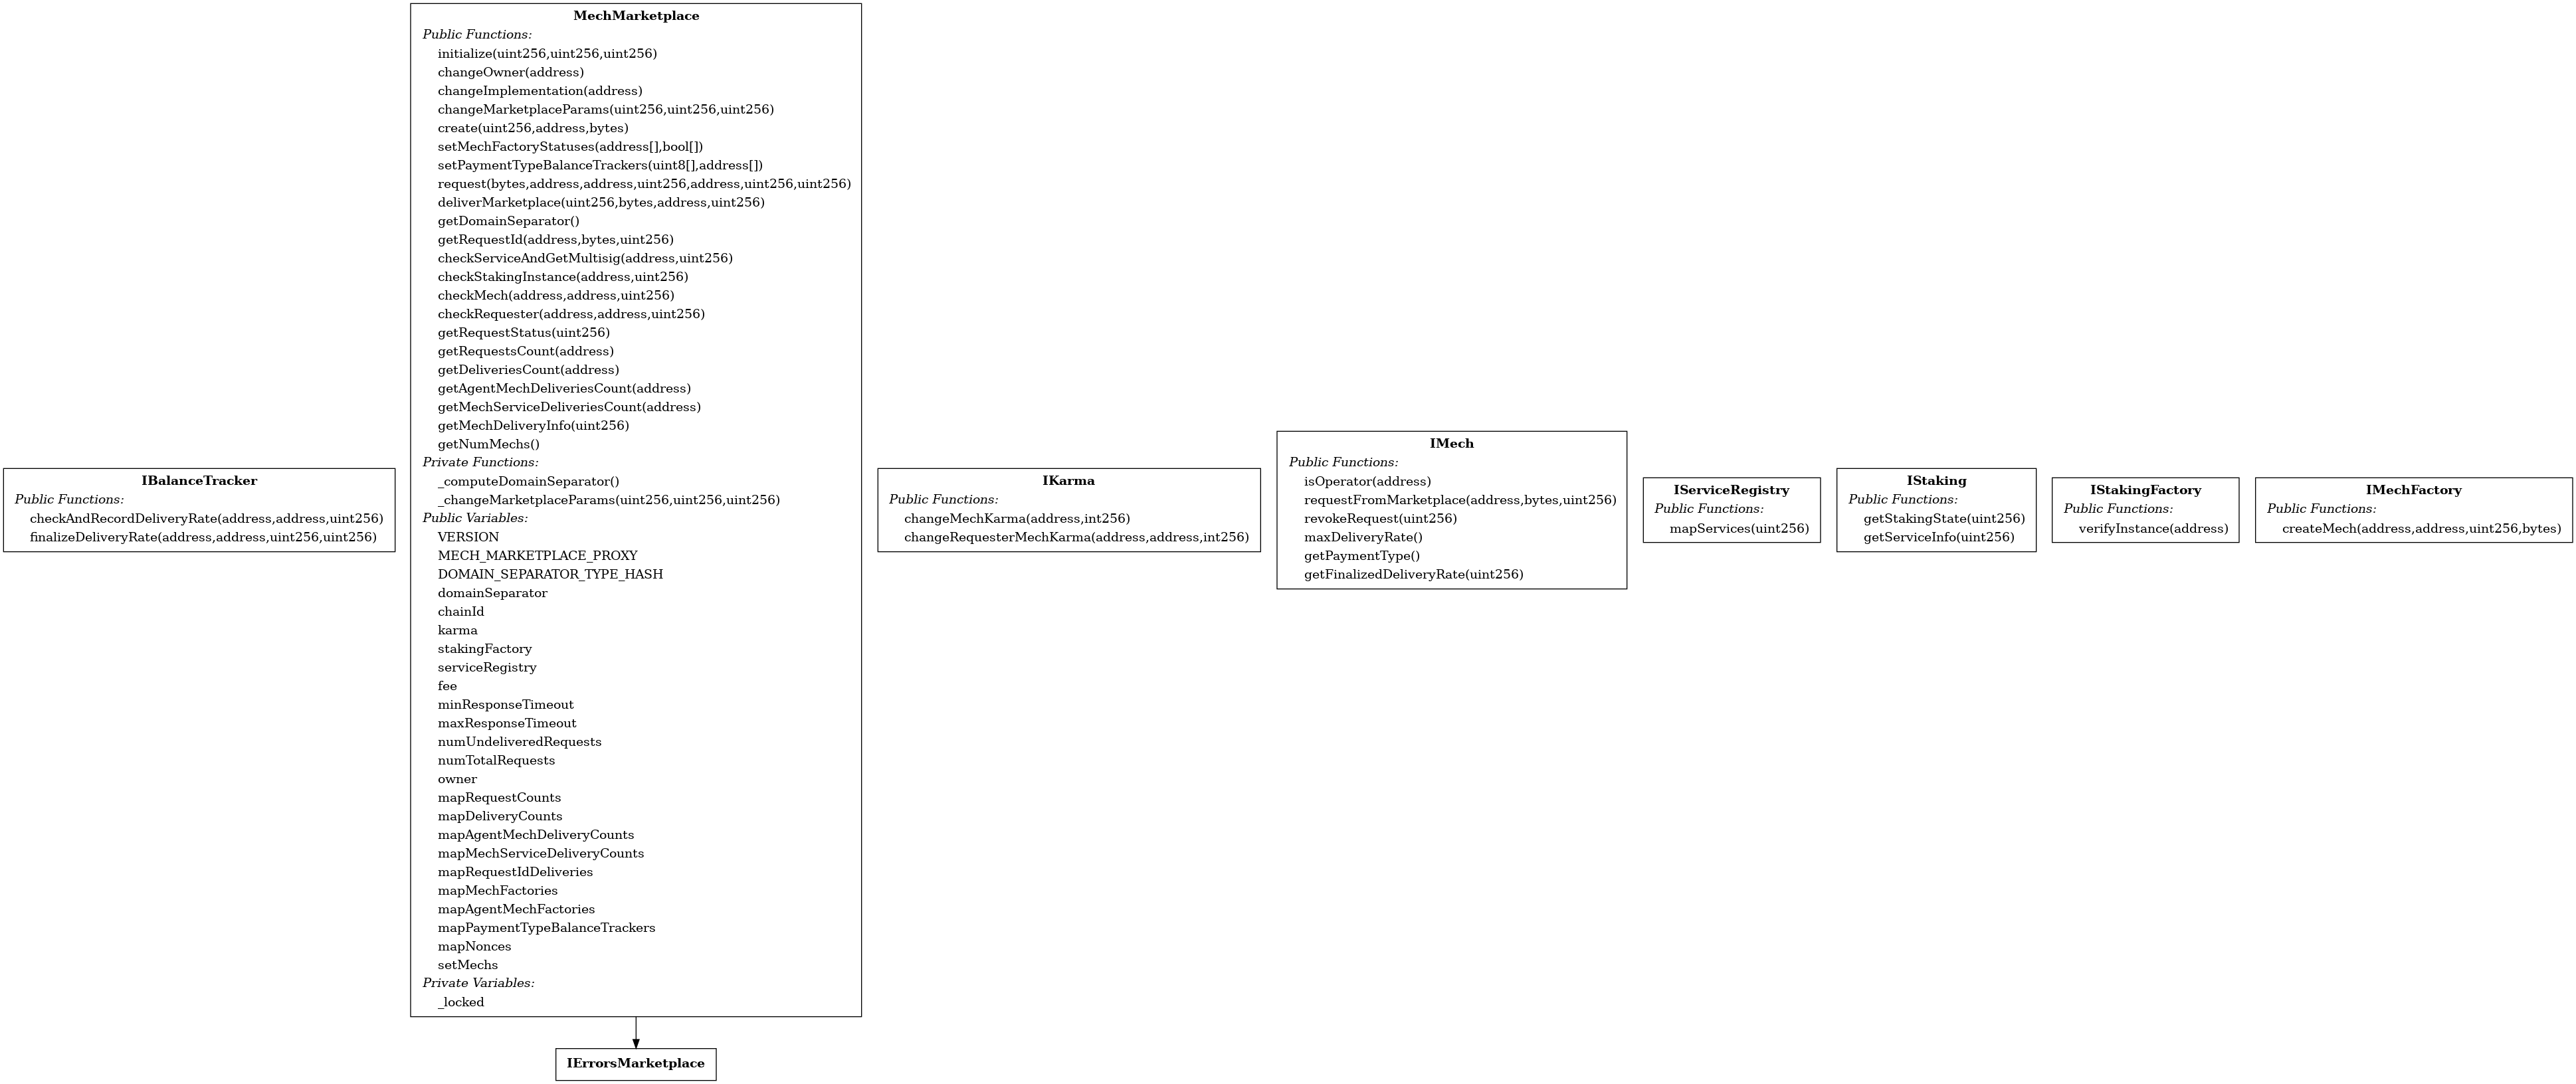 IBalanceTracker
Public Functions:
checkAndRecordDeliveryRate(address,address,uint256)
finalizeDeliveryRate(address,address,uint256,uint256)
MechMarketplace
Public Functions:
initialize(uint256,uint256,uint256)
changeOwner(address)
changeImplementation(address)
changeMarketplaceParams(uint256,uint256,uint256)
create(uint256,address,bytes)
setMechFactoryStatuses(address[],bool[])
setPaymentTypeBalanceTrackers(uint8[],address[])
request(bytes,address,address,uint256,address,uint256,uint256)
deliverMarketplace(uint256,bytes,address,uint256)
getDomainSeparator()
getRequestId(address,bytes,uint256)
checkServiceAndGetMultisig(address,uint256)
checkStakingInstance(address,uint256)
checkMech(address,address,uint256)
checkRequester(address,address,uint256)
getRequestStatus(uint256)
getRequestsCount(address)
getDeliveriesCount(address)
getAgentMechDeliveriesCount(address)
getMechServiceDeliveriesCount(address)
getMechDeliveryInfo(uint256)
getNumMechs()
Private Functions:
_computeDomainSeparator()
_changeMarketplaceParams(uint256,uint256,uint256)
Public Variables:
VERSION
MECH_MARKETPLACE_PROXY
DOMAIN_SEPARATOR_TYPE_HASH
domainSeparator
chainId
karma
stakingFactory
serviceRegistry
fee
minResponseTimeout
maxResponseTimeout
numUndeliveredRequests
numTotalRequests
owner
mapRequestCounts
mapDeliveryCounts
mapAgentMechDeliveryCounts
mapMechServiceDeliveryCounts
mapRequestIdDeliveries
mapMechFactories
mapAgentMechFactories
mapPaymentTypeBalanceTrackers
mapNonces
setMechs
Private Variables:
_locked
IErrorsMarketplace
IKarma
Public Functions:
changeMechKarma(address,int256)
changeRequesterMechKarma(address,address,int256)
IMech
Public Functions:
isOperator(address)
requestFromMarketplace(address,bytes,uint256)
revokeRequest(uint256)
maxDeliveryRate()
getPaymentType()
getFinalizedDeliveryRate(uint256)
IServiceRegistry
Public Functions:
mapServices(uint256)
IStaking
Public Functions:
getStakingState(uint256)
getServiceInfo(uint256)
IStakingFactory
Public Functions:
verifyInstance(address)
IMechFactory
Public Functions:
createMech(address,address,uint256,bytes)